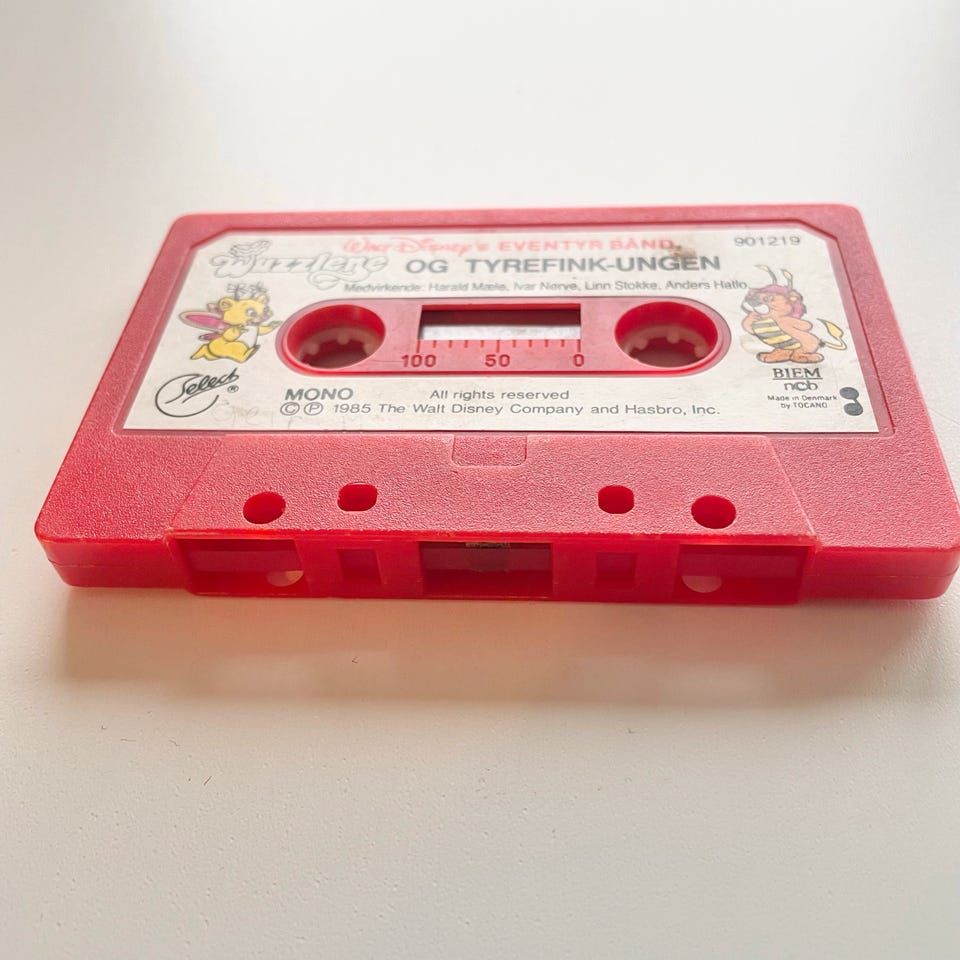 Walt Disney's EVENTYR BÅND 901219
Wuzzlene OG TYREFINK-UNGEN
Medvirkende: Harald Mæle, Ivar Nørve, Linn Stokke, Anders Hatlo
100 50 0
Select ®
MONO All rights reserved
© ℗ 1985 The Walt Disney Company and Hasbro, Inc.
BIEM
ncb
Made in Denmark
by TOCANO